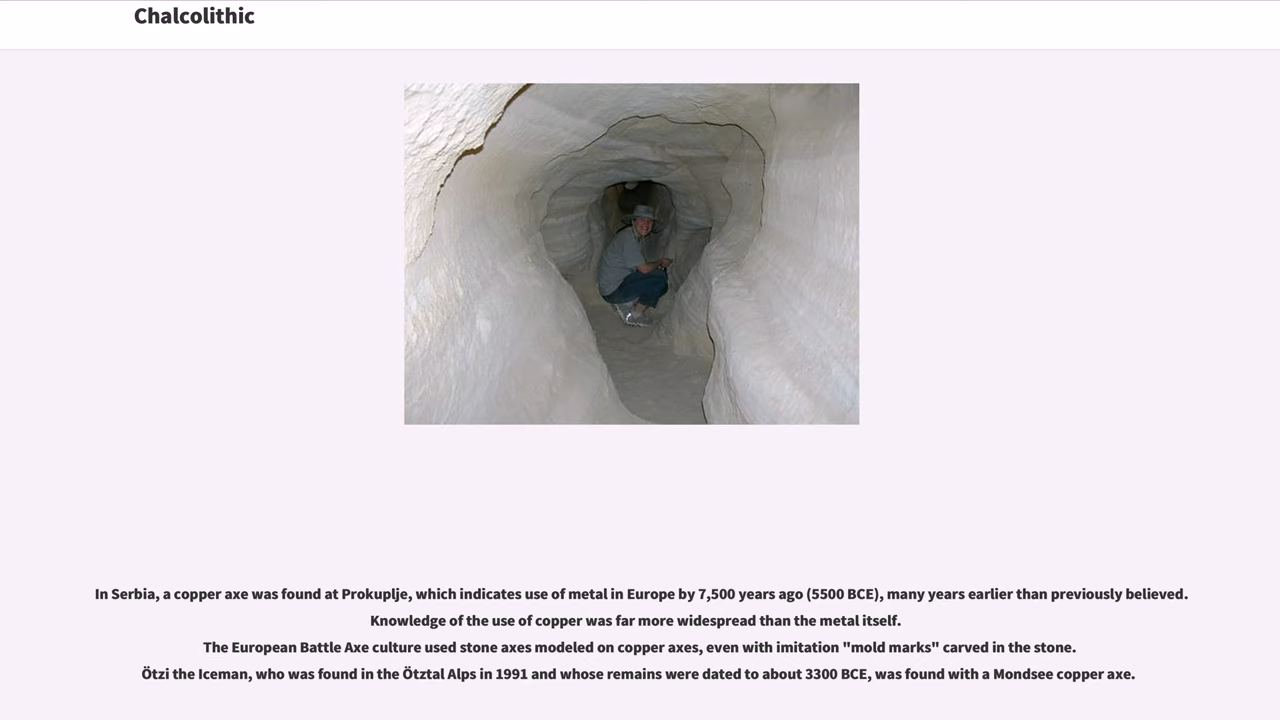 Chalcolithic
In Serbia, a copper axe was found at Prokuplje, which indicates use of metal in Europe by 7,500 years ago (5500 BCE), many years earlier than previously believed.
Knowledge of the use of copper was far more widespread than the metal itself.
The European Battle Axe culture used stone axes modeled on copper axes, even with imitation "mold marks" carved in the stone.
Ötzi the Iceman, who was found in the Ötztal Alps in 1991 and whose remains were dated to about 3300 BCE, was found with a Mondsee copper axe.